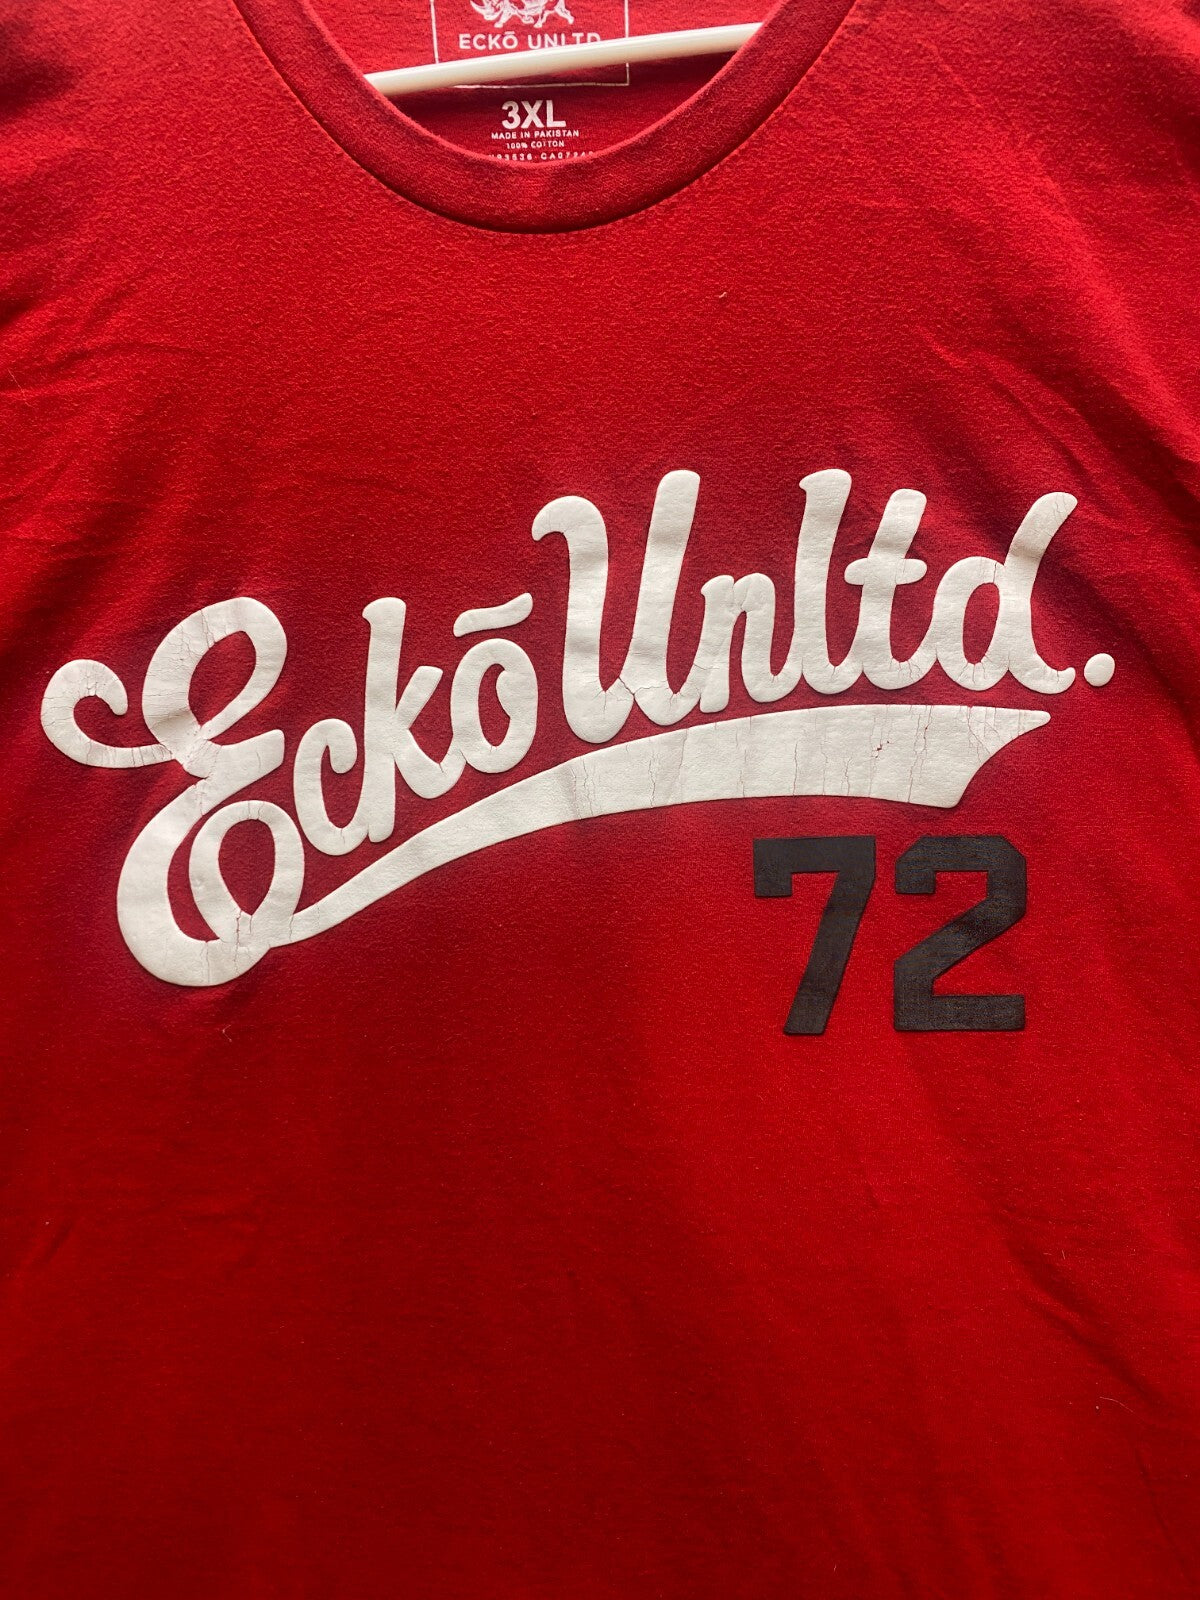 ECKŌ UNLTD
3XL
MADE IN PAKISTAN
100% COTTON
Eckō Unltd.
72